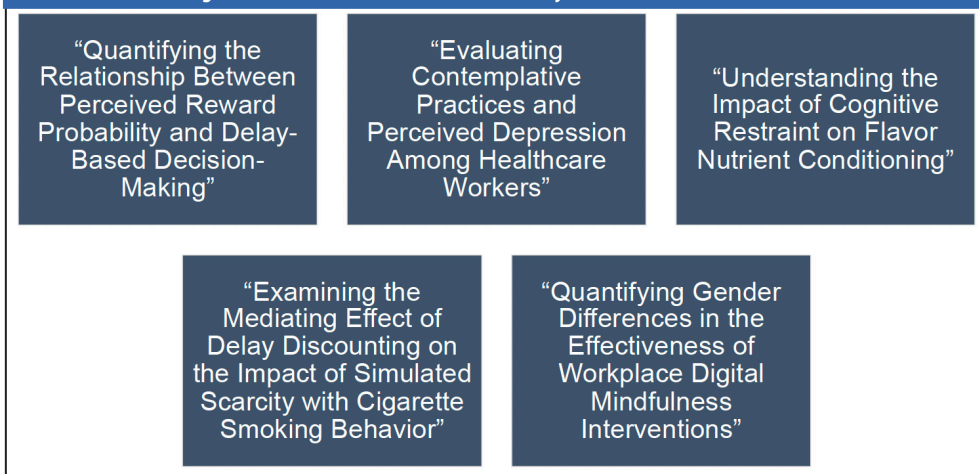 “Quantifying the
Relationship Between
Perceived Reward
Probability and Delay-
Based Decision-
Making”
“Evaluating
Contemplative
Practices and
Perceived Depression
Among Healthcare
Workers”
“Understanding the
Impact of Cognitive
Restraint on Flavor
Nutrient Conditioning”
“Examining the
Mediating Effect of
Delay Discounting on
the Impact of Simulated
Scarcity with Cigarette
Smoking Behavior”
“Quantifying Gender
Differences in the
Effectiveness of
Workplace Digital
Mindfulness
Interventions”